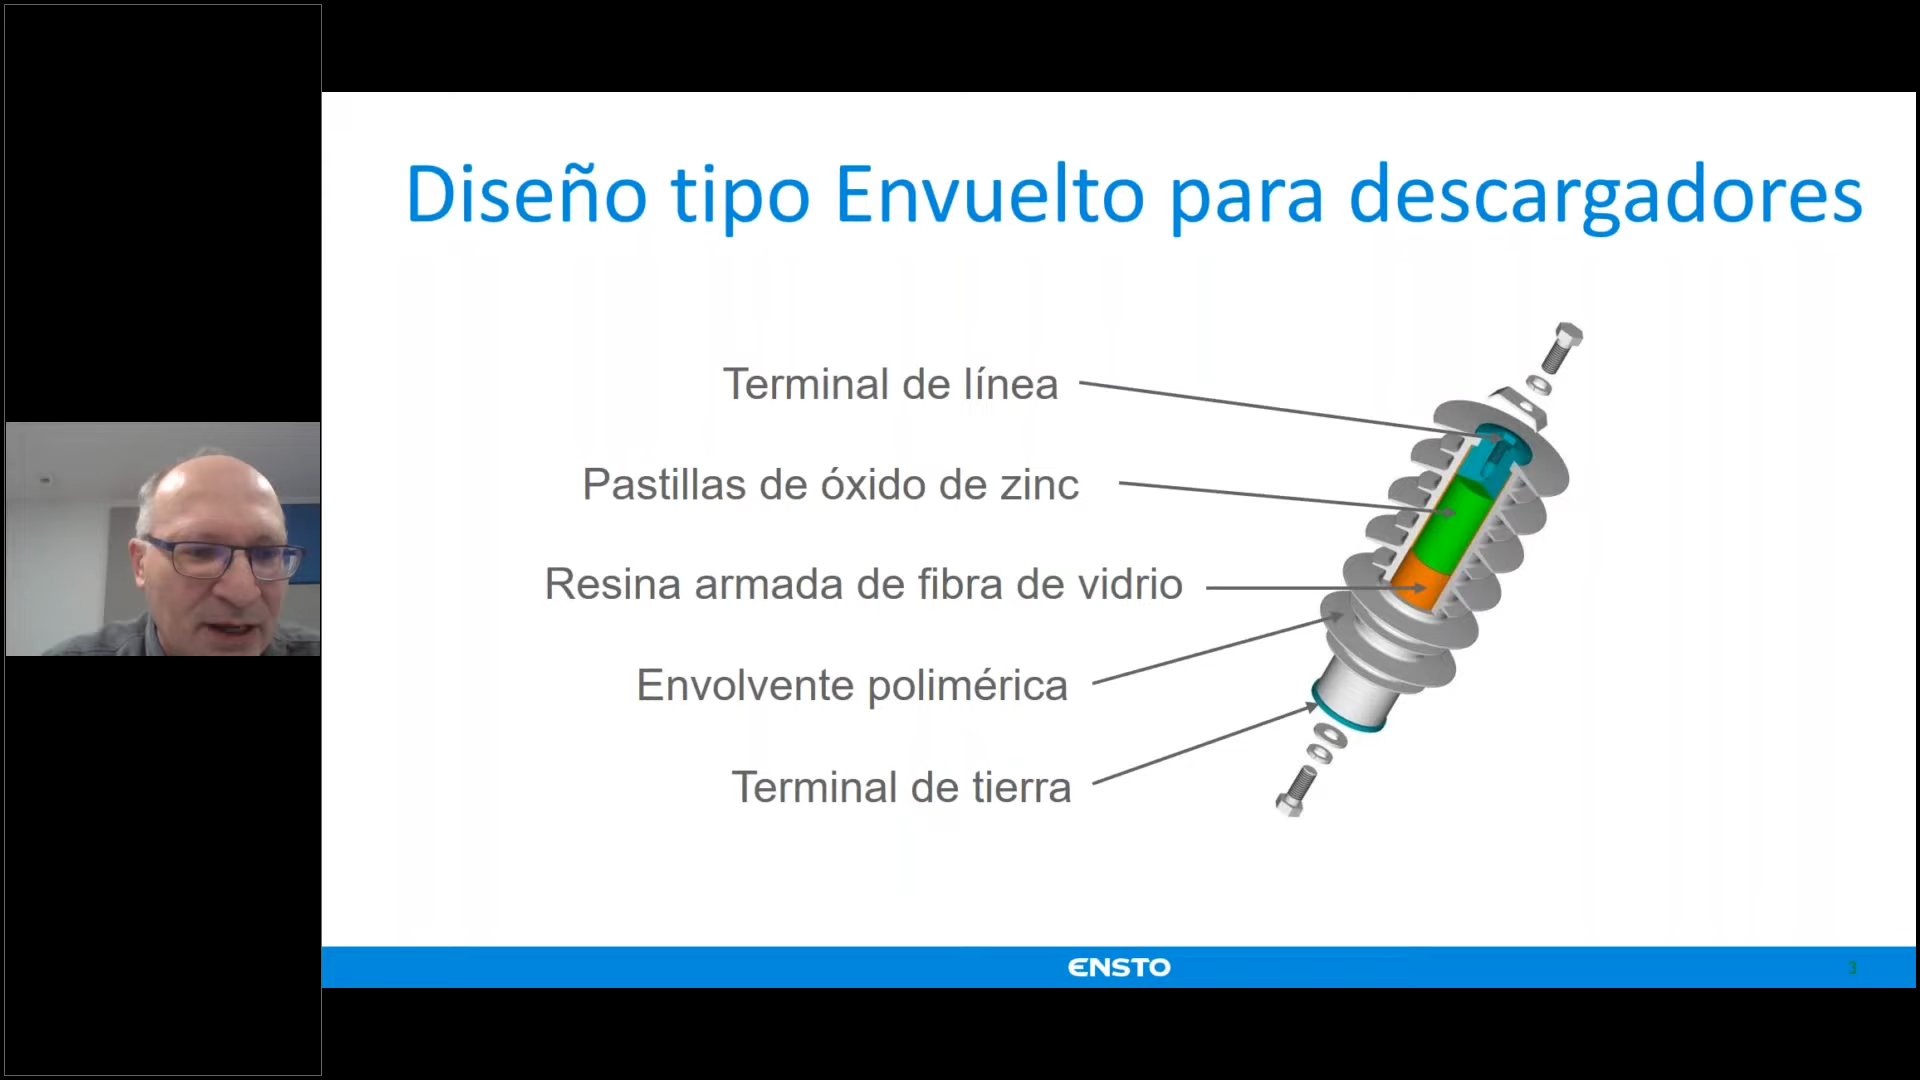 Diseño tipo Envuelto para descargadores
Terminal de línea
Pastillas de óxido de zinc
Resina armada de fibra de vidrio
Envolvente polimérica
Terminal de tierra
ENSTO
3